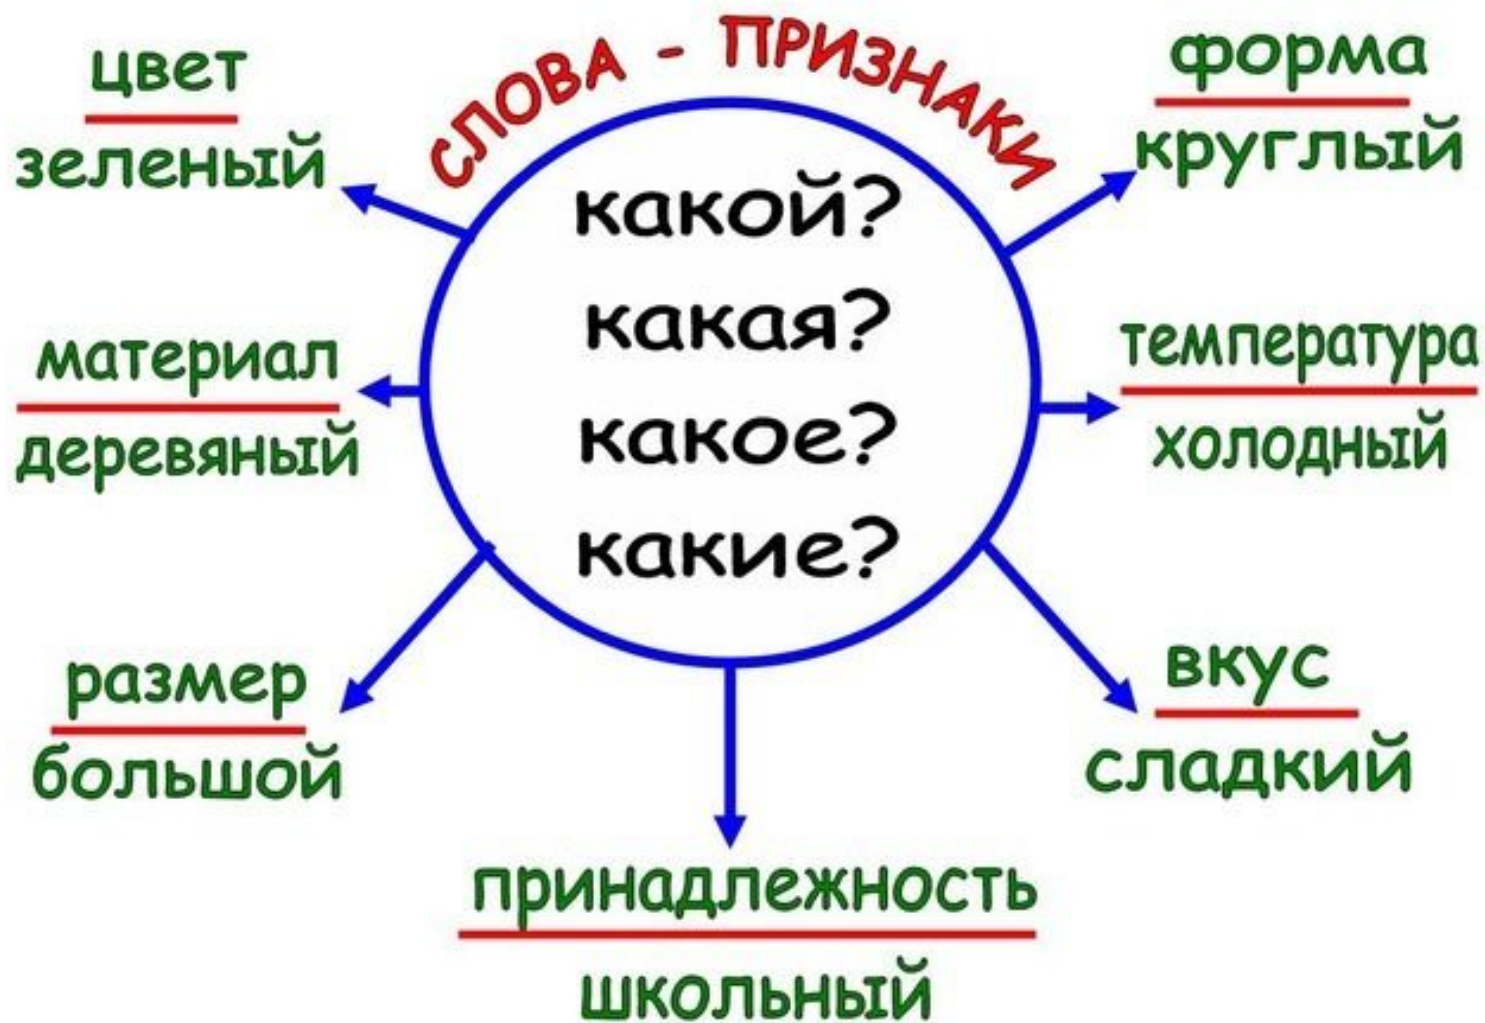 СЛОВА - ПРИЗНАКИ
цвет
зеленый
материал
деревяный
размер
большой
какой?
какая?
какое?
какие?
форма
круглый
температура
холодный
вкус
сладкий
принадлежность
школьный